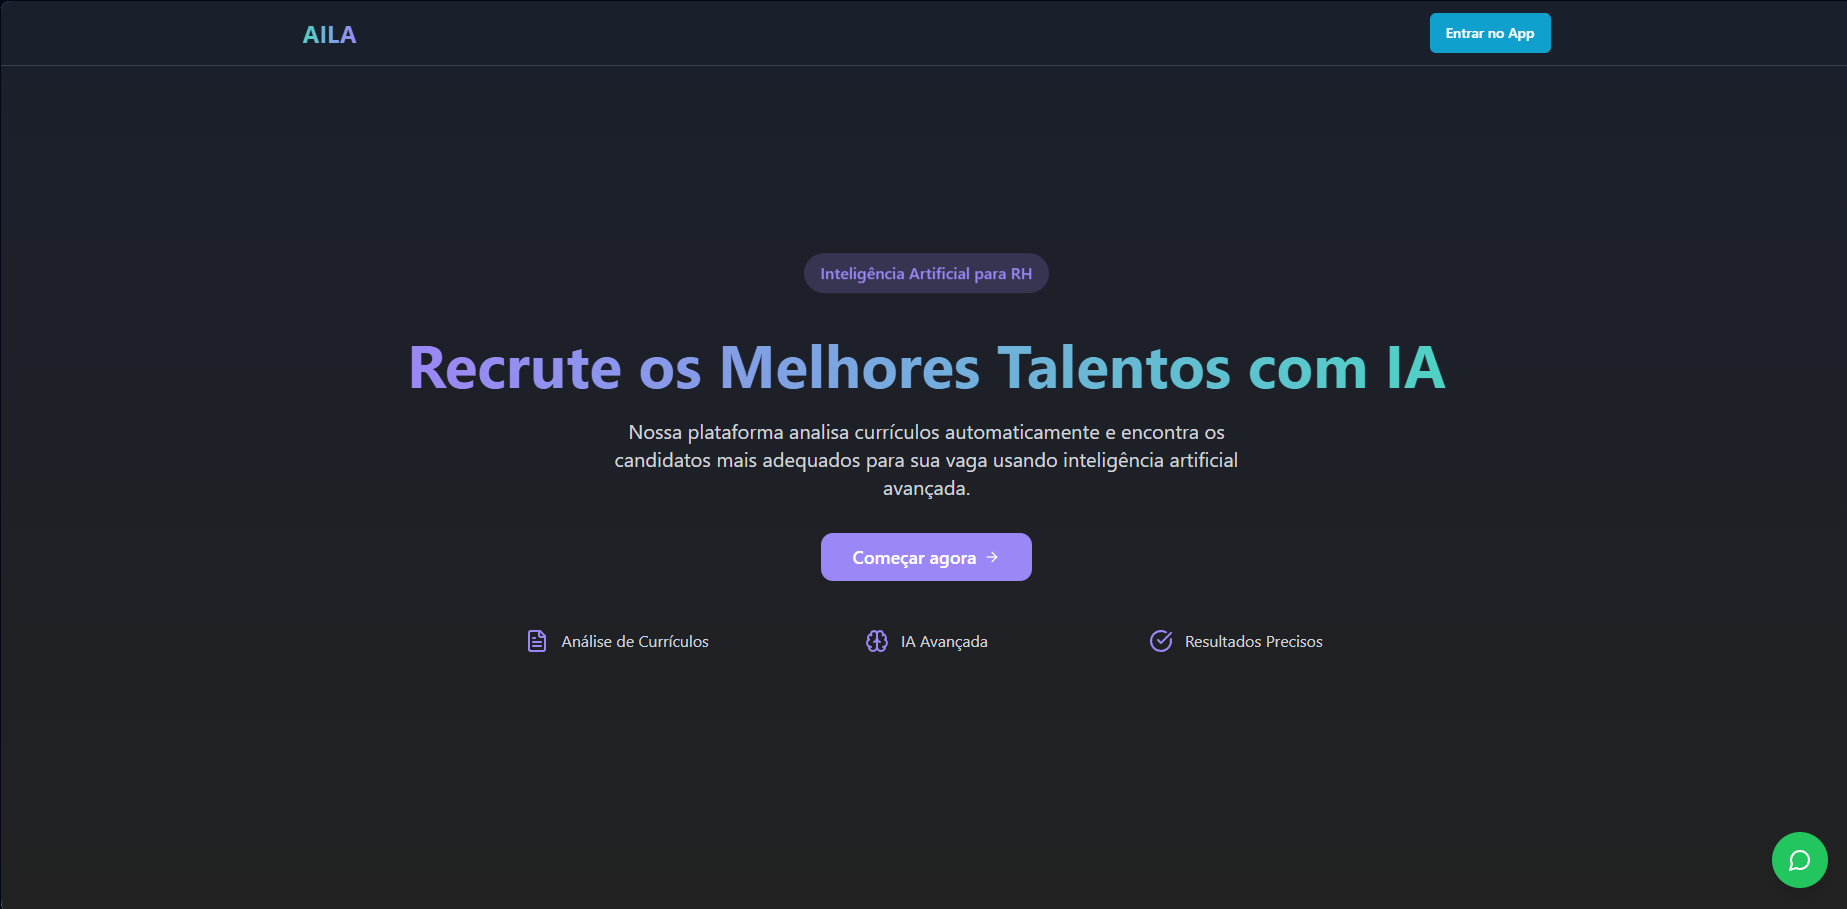 AILA
Entrar no App
Inteligência Artificial para RH
Recrute os Melhores Talentos com IA
Nossa plataforma analisa currículos automaticamente e encontra os
candidatos mais adequados para sua vaga usando inteligência artificial
avançada.
Começar agora →
Análise de Currículos
IA Avançada
Resultados Precisos